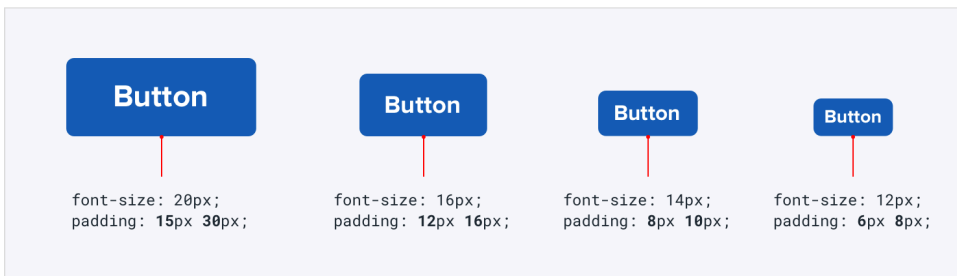 Button
Button
Button
Button
font-size: 20px;
padding: 15px 30px;
font-size: 16px;
padding: 12px 16px;
font-size: 14px;
padding: 8px 10px;
font-size: 12px;
padding: 6px 8px;